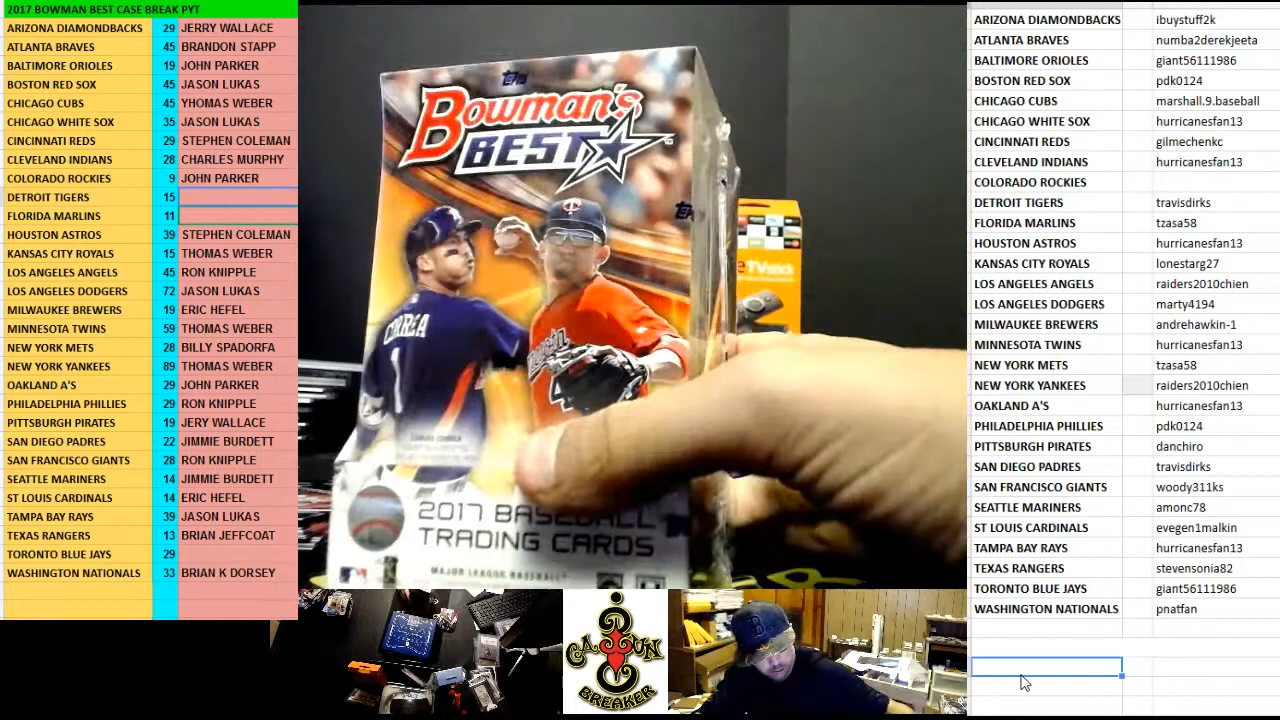 2017 BOWMAN BEST CASE BREAK PYT
ARIZONA DIAMONDBACKS 29 JERRY WALLACE
ATLANTA BRAVES 45 BRANDON STAPP
BALTIMORE ORIOLES 19 JOHN PARKER
BOSTON RED SOX 45 JASON LUKAS
CHICAGO CUBS 45 YHOMAS WEBER
CHICAGO WHITE SOX 35 JASON LUKAS
CINCINNATI REDS 29 STEPHEN COLEMAN
CLEVELAND INDIANS 28 CHARLES MURPHY
COLORADO ROCKIES 9 JOHN PARKER
DETROIT TIGERS 15
FLORIDA MARLINS 11
HOUSTON ASTROS 39 STEPHEN COLEMAN
KANSAS CITY ROYALS 15 THOMAS WEBER
LOS ANGELES ANGELS 45 RON KNIPPLE
LOS ANGELES DODGERS 72 JASON LUKAS
MILWAUKEE BREWERS 19 ERIC HEFEL
MINNESOTA TWINS 59 THOMAS WEBER
NEW YORK METS 28 BILLY SPADORFA
NEW YORK YANKEES 89 THOMAS WEBER
OAKLAND A'S 29 JOHN PARKER
PHILADELPHIA PHILLIES 29 RON KNIPPLE
PITTSBURGH PIRATES 19 JERY WALLACE
SAN DIEGO PADRES 22 JIMMIE BURDETT
SAN FRANCISCO GIANTS 28 RON KNIPPLE
SEATTLE MARINERS 14 JIMMIE BURDETT
ST LOUIS CARDINALS 14 ERIC HEFEL
TAMPA BAY RAYS 39 JASON LUKAS
TEXAS RANGERS 13 BRIAN JEFFCOAT
TORONTO BLUE JAYS 29
WASHINGTON NATIONALS 33 BRIAN K DORSEY
Topps
Bowman's
BEST
Topps
eTVstick
CORREA
1
2017 BASEBALL
TRADING CARDS
MAJOR LEAGUE BASEBALL
B
CAJUN
BREAKER
ARIZONA DIAMONDBACKS ibuystuff2k
ATLANTA BRAVES numba2derekjeeta
BALTIMORE ORIOLES giant56111986
BOSTON RED SOX pdk0124
CHICAGO CUBS marshall.9.baseball
CHICAGO WHITE SOX hurricanesfan13
CINCINNATI REDS gilmechenkc
CLEVELAND INDIANS hurricanesfan13
COLORADO ROCKIES
DETROIT TIGERS travisdirks
FLORIDA MARLINS tzasa58
HOUSTON ASTROS hurricanesfan13
KANSAS CITY ROYALS lonestarg27
LOS ANGELES ANGELS raiders2010chien
LOS ANGELES DODGERS marty4194
MILWAUKEE BREWERS andrehawkin-1
MINNESOTA TWINS hurricanesfan13
NEW YORK METS tzasa58
NEW YORK YANKEES raiders2010chien
OAKLAND A'S hurricanesfan13
PHILADELPHIA PHILLIES pdk0124
PITTSBURGH PIRATES danchiro
SAN DIEGO PADRES travisdirks
SAN FRANCISCO GIANTS woody311ks
SEATTLE MARINERS amonc78
ST LOUIS CARDINALS evegen1malkin
TAMPA BAY RAYS hurricanesfan13
TEXAS RANGERS stevensonia82
TORONTO BLUE JAYS giant56111986
WASHINGTON NATIONALS pnatfan